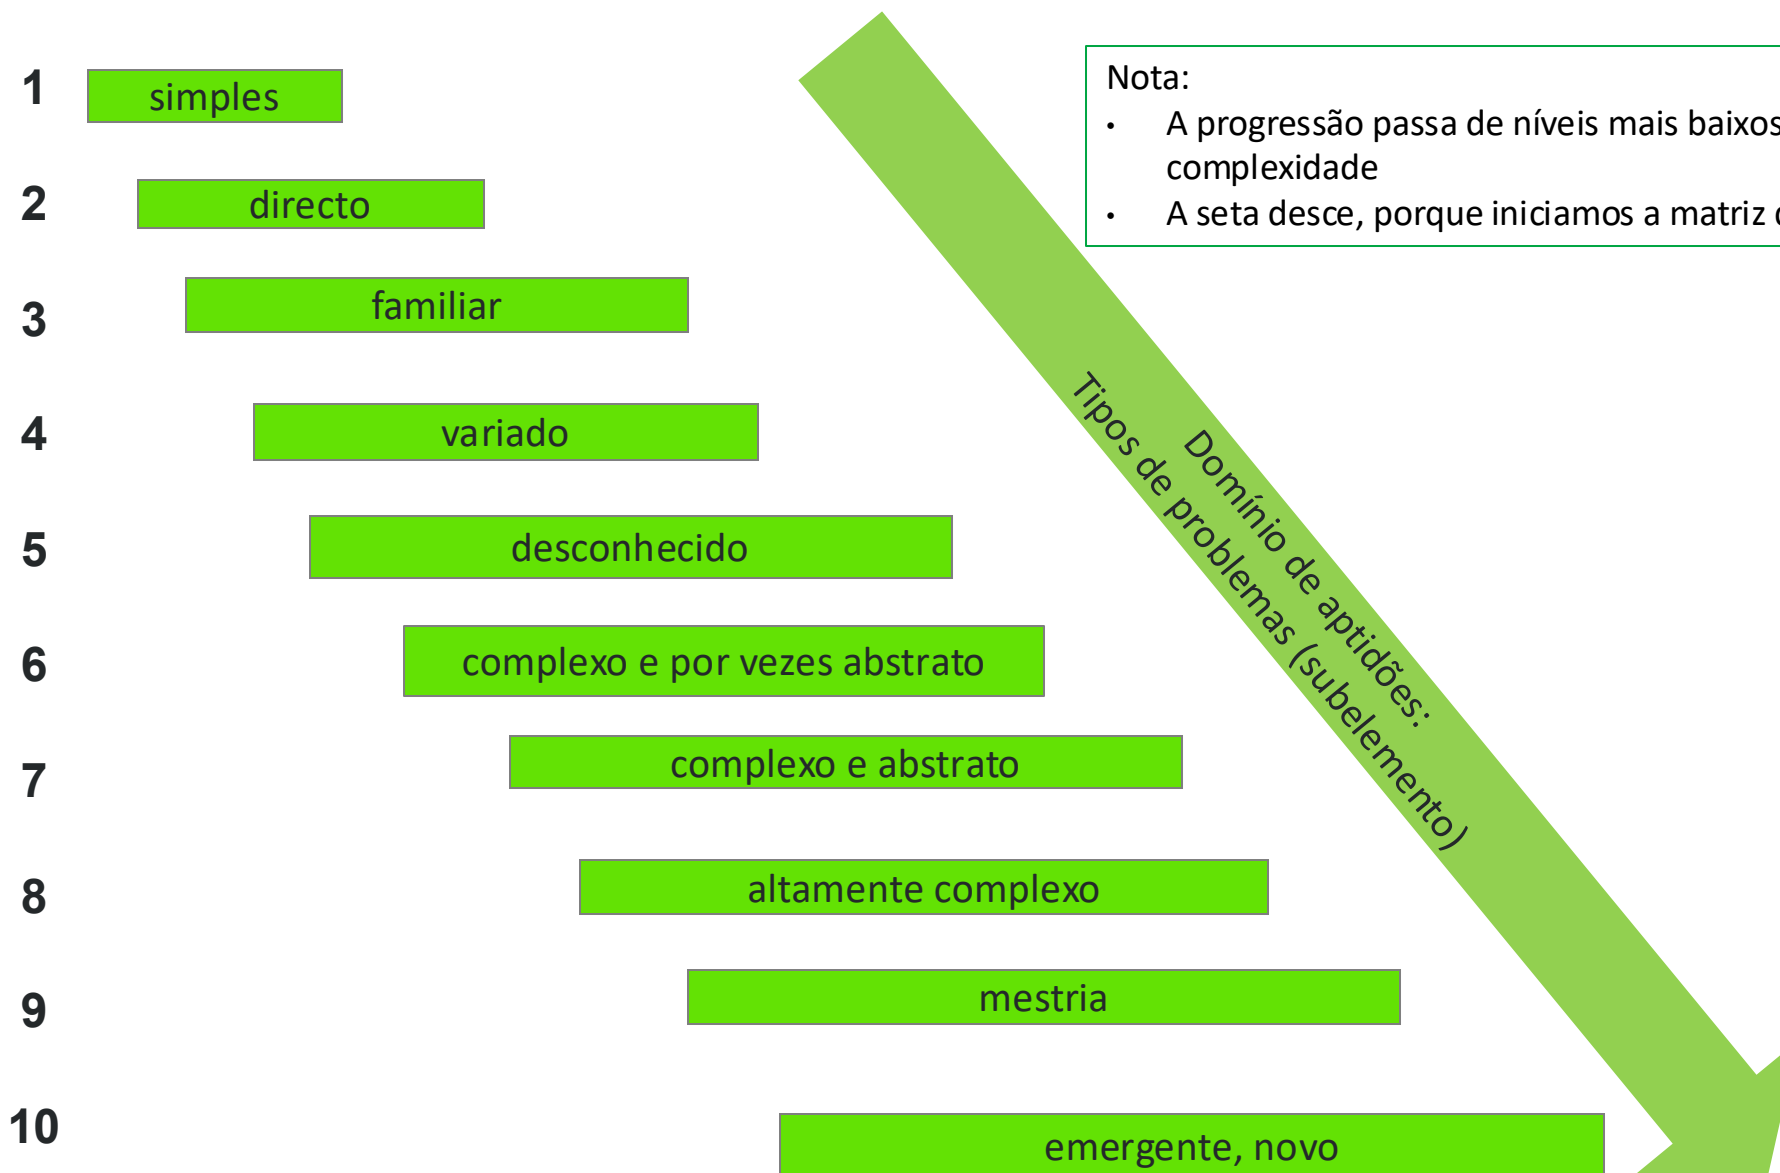 1
simples
2
directo
3
familiar
4
variado
5
desconhecido
6
complexo e por vezes abstrato
7
complexo e abstrato
8
altamente complexo
9
mestria
10
emergente, novo
Nota:
• A progressão passa de níveis mais baixos
complexidade
• A seta desce, porque iniciamos a matriz
Domínio de aptidões:
Tipos de problemas (subelemento)